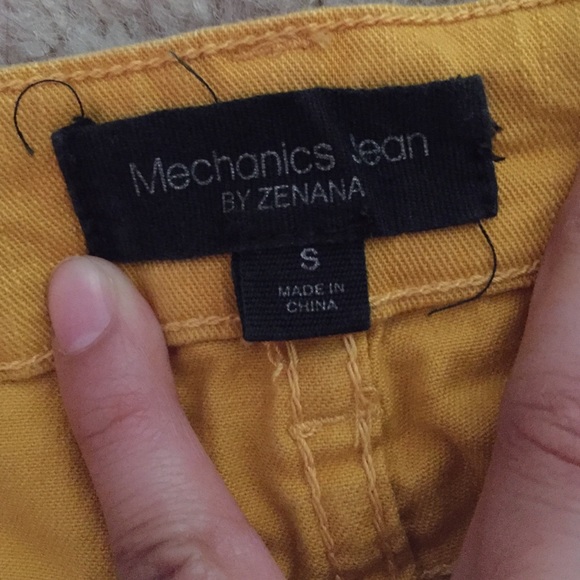 Mechanics Jean
BY ZENANA
S
MADE IN
CHINA